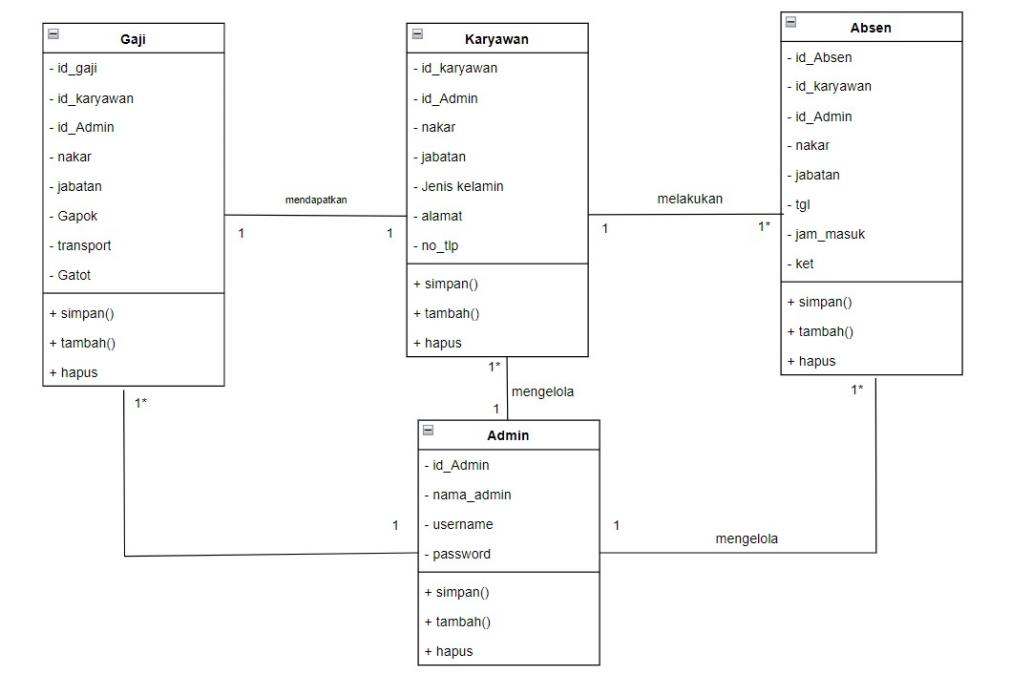 Gaji
- id_gaji
- id_karyawan
- id_Admin
- nakar
- jabatan
- Gapok
- transport
- Gatot
+ simpan()
+ tambah()
+ hapus
mendapatkan
1
1
Karyawan
- id_karyawan
- id_Admin
- nakar
- jabatan
- Jenis kelamin
- alamat
- no_tlp
+ simpan()
+ tambah()
+ hapus
melakukan
1
1*
Absen
- id_Absen
- id_karyawan
- id_Admin
- nakar
- jabatan
- tgl
- jam_masuk
- ket
+ simpan()
+ tambah()
+ hapus
1*
1*
mengelola
1
1*
Admin
- id_Admin
- nama_admin
- username
- password
+ simpan()
+ tambah()
+ hapus
1
1
mengelola